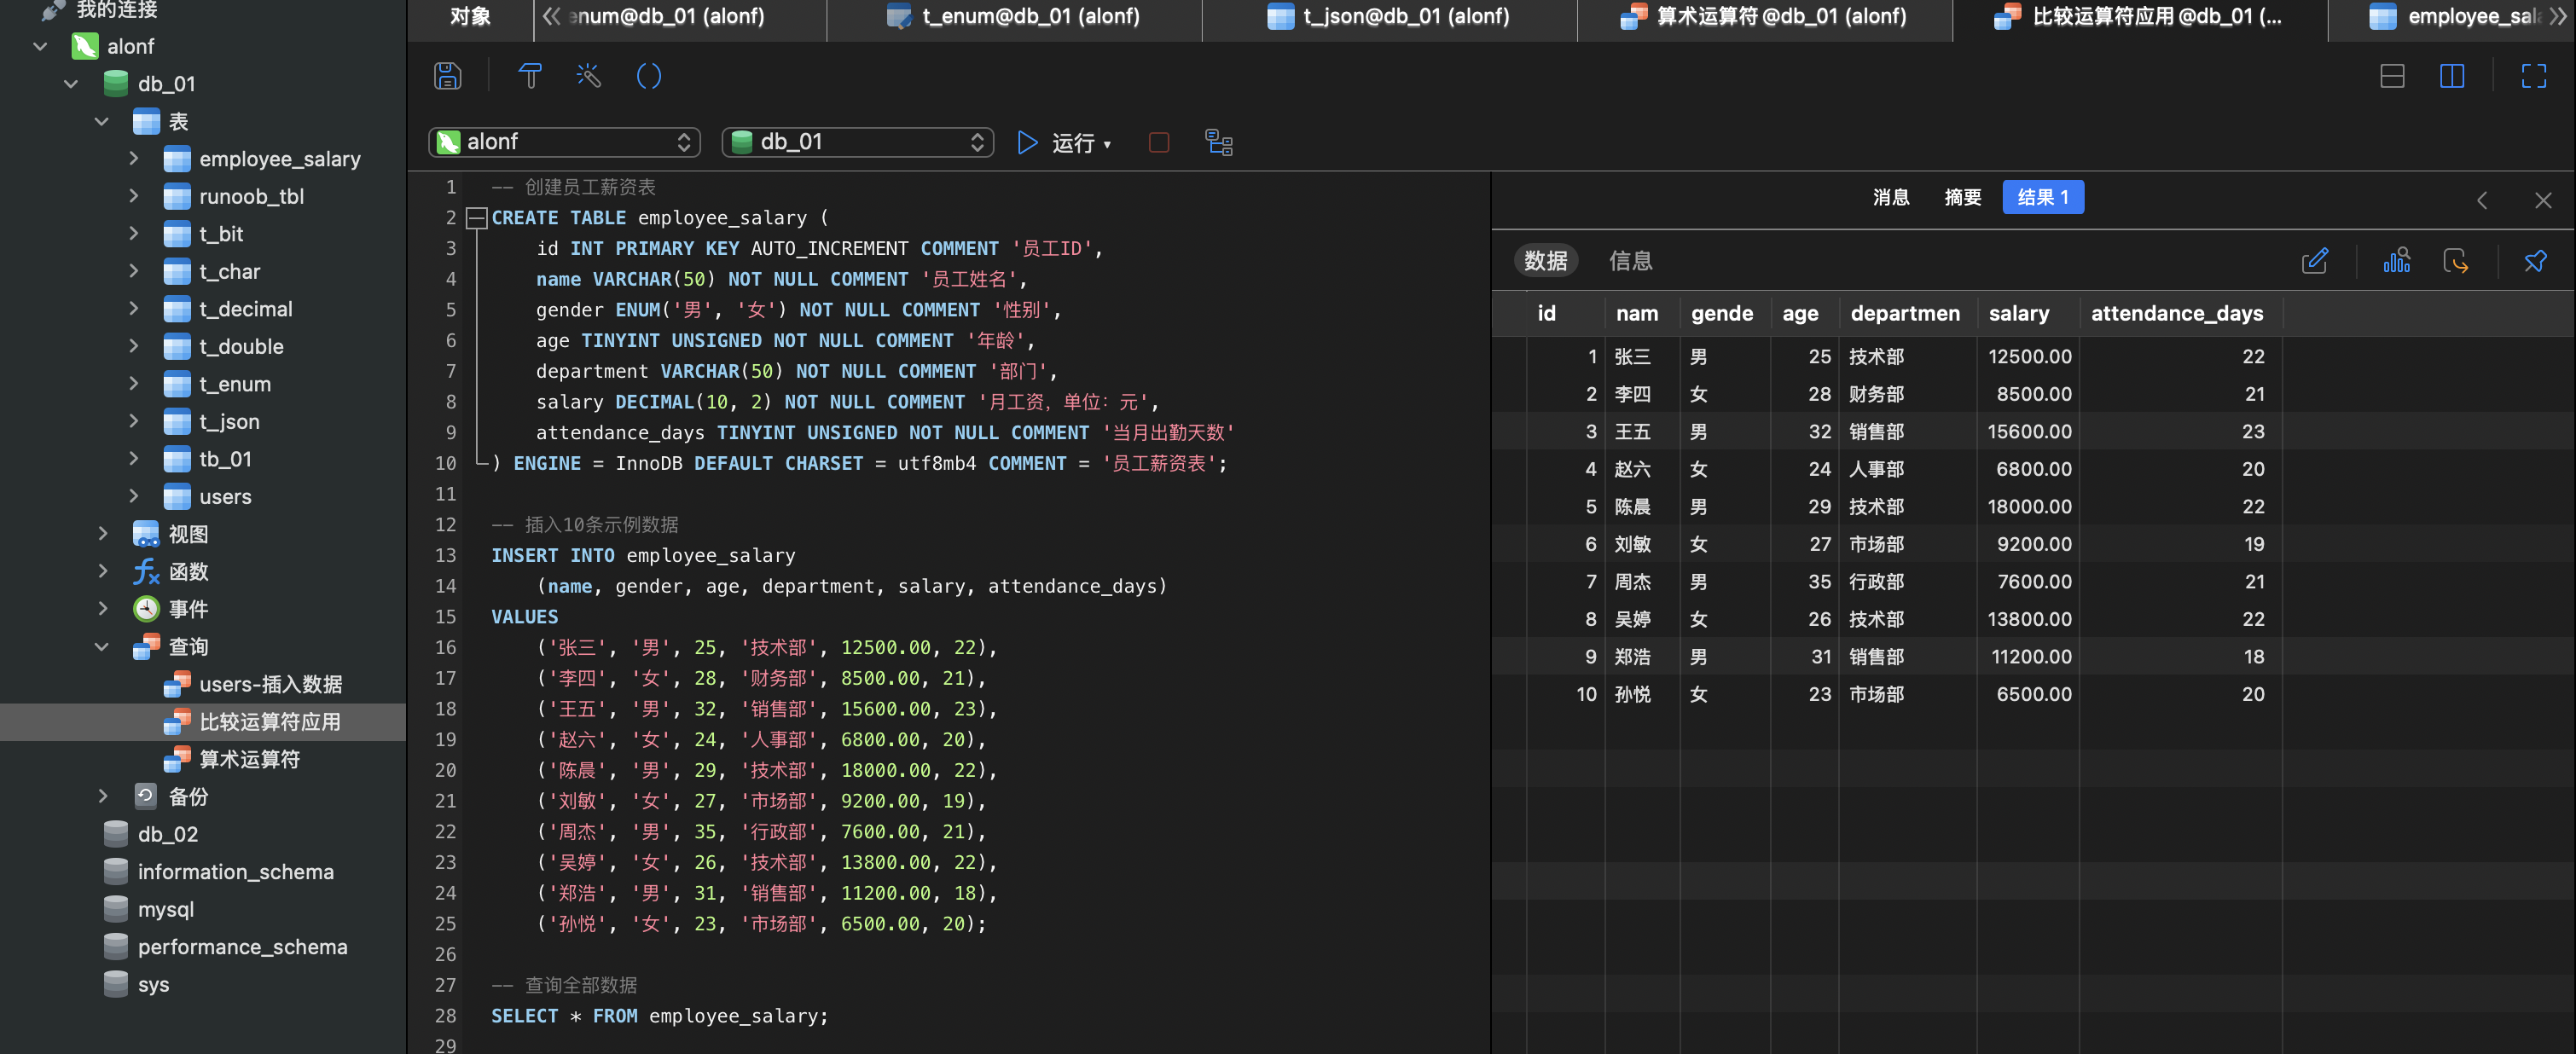 我的连接
alonf
db_01
表
employee_salary
runoob_tbl
t_bit
t_char
t_decimal
t_double
t_enum
t_json
tb_01
users
视图
函数
事件
查询
users-插入数据
比较运算符应用
算术运算符
备份
db_02
information_schema
mysql
performance_schema
sys
对象
enum@db_01 (alonf)
t_enum@db_01 (alonf)
t_json@db_01 (alonf)
算术运算符@db_01 (alonf)
比较运算符应用@db_01 (...
employee_sal
alonf
db_01
运行
1 -- 创建员工薪资表
2 CREATE TABLE employee_salary (
3 id INT PRIMARY KEY AUTO_INCREMENT COMMENT '员工ID',
4 name VARCHAR(50) NOT NULL COMMENT '员工姓名',
5 gender ENUM('男', '女') NOT NULL COMMENT '性别',
6 age TINYINT UNSIGNED NOT NULL COMMENT '年龄',
7 department VARCHAR(50) NOT NULL COMMENT '部门',
8 salary DECIMAL(10, 2) NOT NULL COMMENT '月工资，单位：元',
9 attendance_days TINYINT UNSIGNED NOT NULL COMMENT '当月出勤天数'
10 ) ENGINE = InnoDB DEFAULT CHARSET = utf8mb4 COMMENT = '员工薪资表';
11
12 -- 插入10条示例数据
13 INSERT INTO employee_salary
14 (name, gender, age, department, salary, attendance_days)
15 VALUES
16 ('张三', '男', 25, '技术部', 12500.00, 22),
17 ('李四', '女', 28, '财务部', 8500.00, 21),
18 ('王五', '男', 32, '销售部', 15600.00, 23),
19 ('赵六', '女', 24, '人事部', 6800.00, 20),
20 ('陈晨', '男', 29, '技术部', 18000.00, 22),
21 ('刘敏', '女', 27, '市场部', 9200.00, 19),
22 ('周杰', '男', 35, '行政部', 7600.00, 21),
23 ('吴婷', '女', 26, '技术部', 13800.00, 22),
24 ('郑浩', '男', 31, '销售部', 11200.00, 18),
25 ('孙悦', '女', 23, '市场部', 6500.00, 20);
26
27 -- 查询全部数据
28 SELECT * FROM employee_salary;
29
消息 摘要 结果 1
数据 信息
id nam gende age departmen salary attendance_days
1 张三 男 25 技术部 12500.00 22
2 李四 女 28 财务部 8500.00 21
3 王五 男 32 销售部 15600.00 23
4 赵六 女 24 人事部 6800.00 20
5 陈晨 男 29 技术部 18000.00 22
6 刘敏 女 27 市场部 9200.00 19
7 周杰 男 35 行政部 7600.00 21
8 吴婷 女 26 技术部 13800.00 22
9 郑浩 男 31 销售部 11200.00 18
10 孙悦 女 23 市场部 6500.00 20